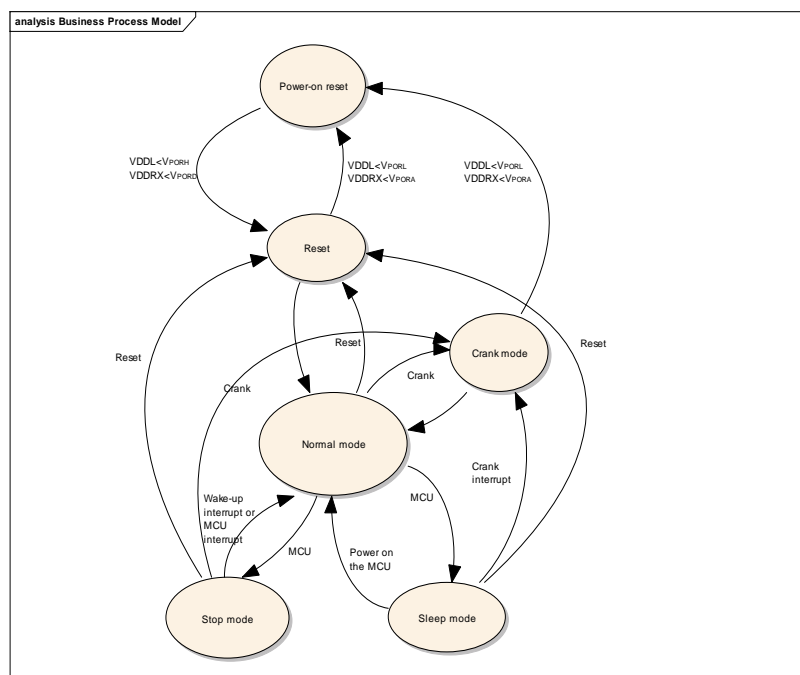 analysis Business Process Model
Power-on reset
VDDL<VPORH
VDDRX<VPORD
VDDL<VPORL
VDDRX<VPORA
VDDL<VPORL
VDDRX<VPORA
Reset
Reset
Reset
Reset
Crank mode
Crank
Crank
Normal mode
Crank
interrupt
MCU
Wake-up
interrupt or
MCU
interrupt
MCU
Power on
the MCU
Stop mode
Sleep mode